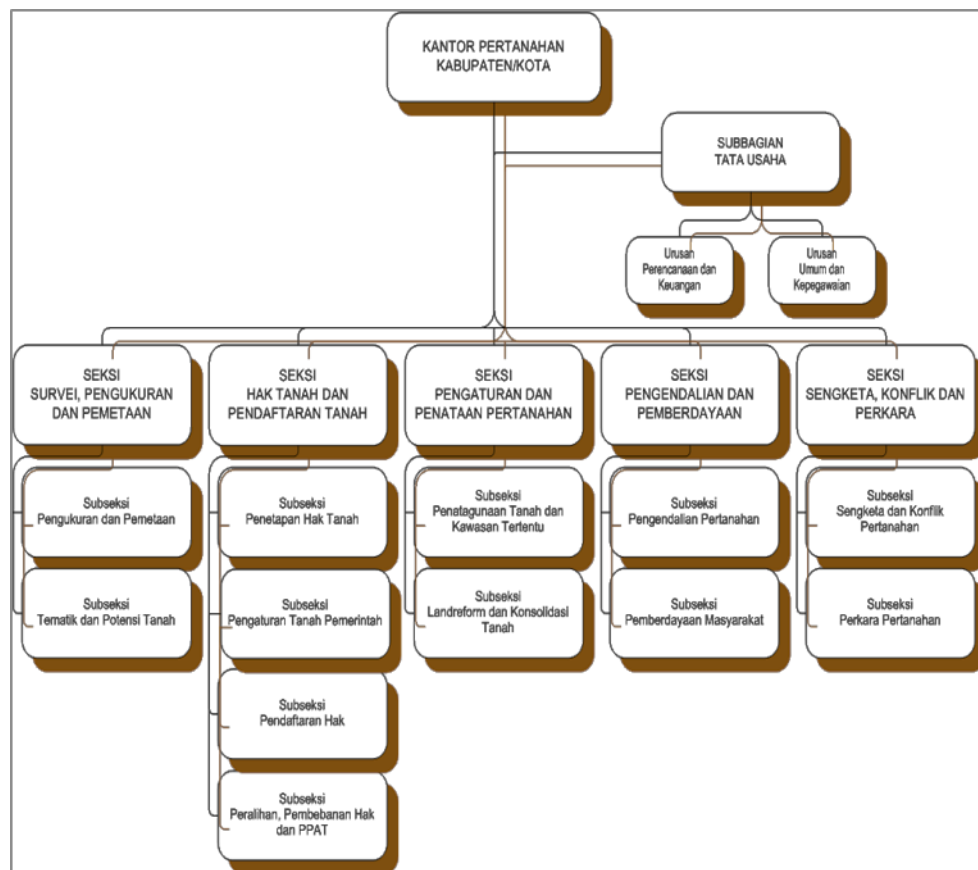 KANTOR PERTANAHAN
KABUPATEN/KOTA
SUBBAGIAN
TATA USAHA
Urusan
Perencanaan dan
Keuangan
Urusan
Umum dan
Kepegawaian
SEKSI
SURVEI, PENGUKURAN
DAN PEMETAAN
SEKSI
HAK TANAH DAN
PENDAFTARAN TANAH
SEKSI
PENGATURAN DAN
PENATAAN PERTANAHAN
SEKSI
PENGENDALIAN DAN
PEMBERDAYAAN
SEKSI
SENGKETA, KONFLIK DAN
PERKARA
Subseksi
Pengukuran dan Pemetaan
Subseksi
Tematik dan Potensi Tanah
Subseksi
Penetapan Hak Tanah
Subseksi
Pengaturan Tanah Pemerintah
Subseksi
Pendaftaran Hak
Subseksi
Peralihan, Pembebanan Hak
dan PPAT
Subseksi
Penatagunaan Tanah dan
Kawasan Tertentu
Subseksi
Landreform dan Konsolidasi
Tanah
Subseksi
Pengendalian Pertanahan
Subseksi
Pemberdayaan Masyarakat
Subseksi
Sengketa dan Konflik
Pertanahan
Subseksi
Perkara Pertanahan